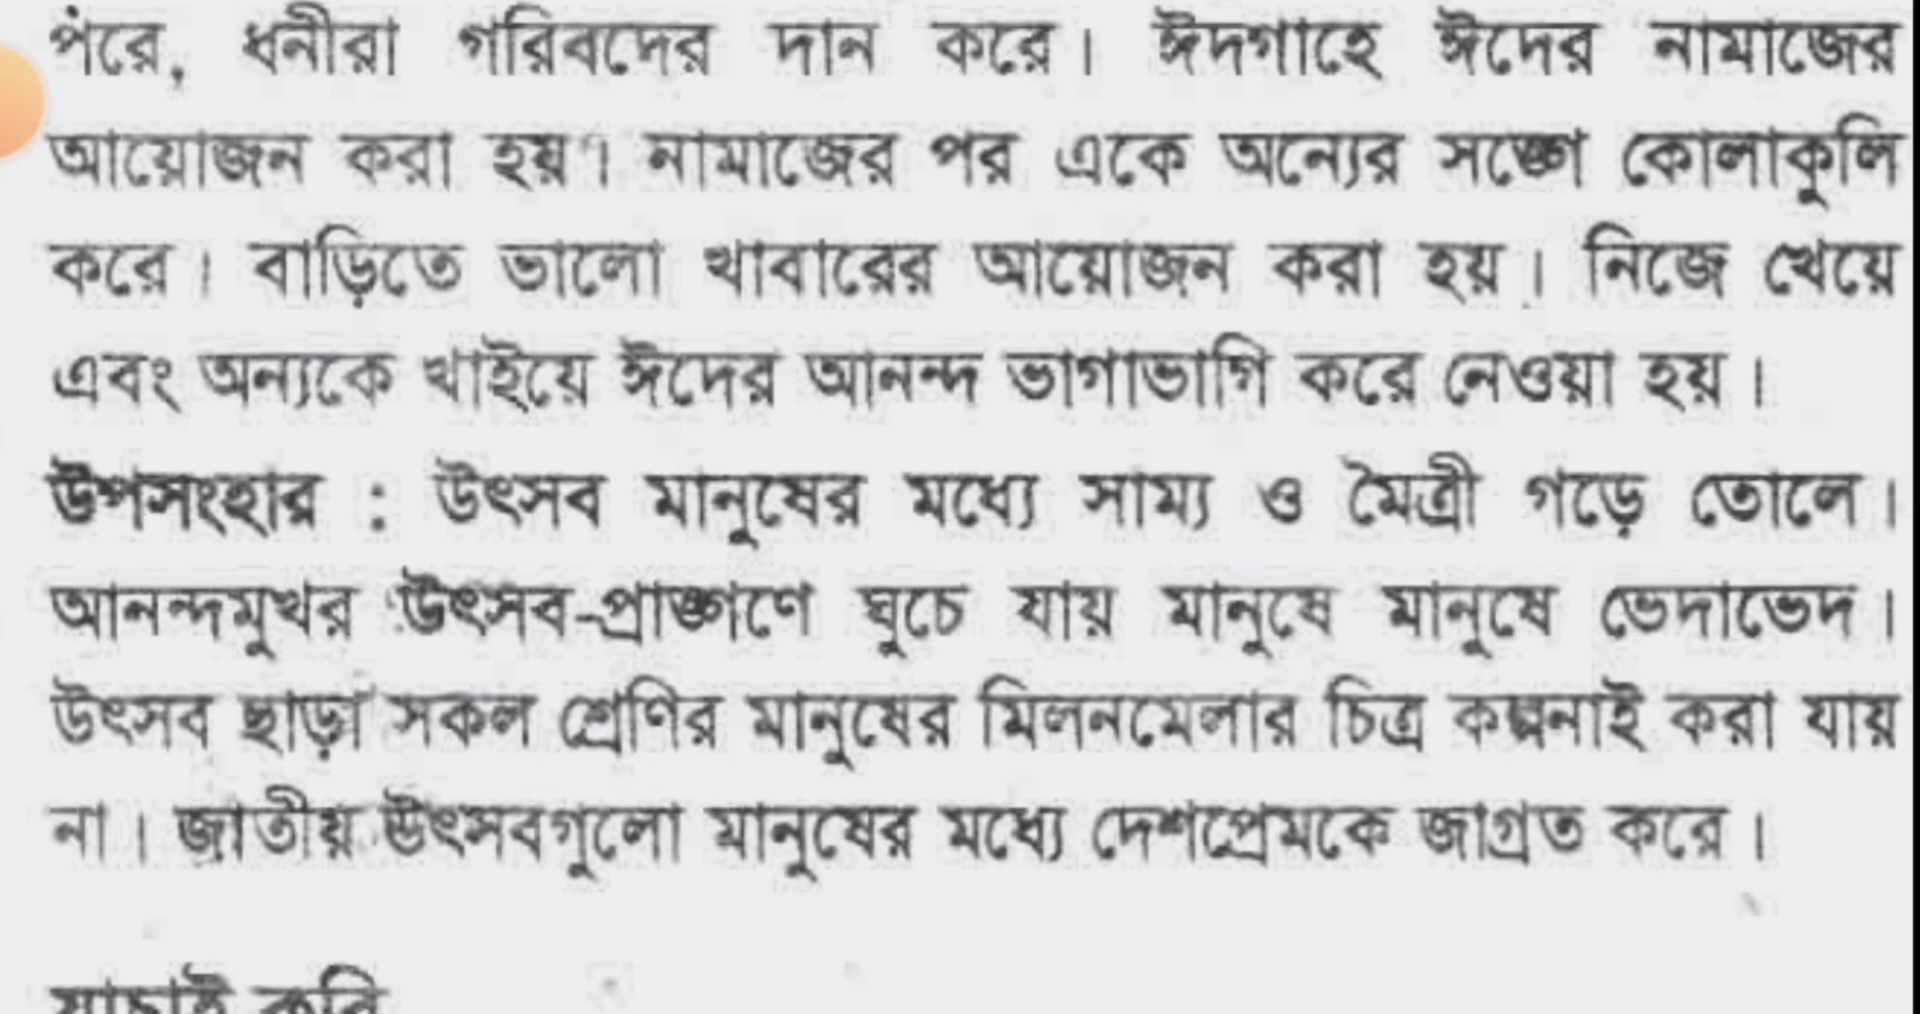 পরে, ধনীরা গরিবদের দান করে। ঈদগাহে ঈদের নামাজের
আয়োজন করা হয়। নামাজের পর একে অন্যের সঙ্গে কোলাকুলি
করে। বাড়িতে ভালো খাবারের আয়োজন করা হয়। নিজে খেয়ে
এবং অন্যকে খাইয়ে ঈদের আনন্দ ভাগাভাগি করে নেওয়া হয়।
উপসংহার : উৎসব মানুষের মধ্যে সাম্য ও মৈত্রী গড়ে তোলে।
আনন্দমুখর উৎসব-প্রাঙ্গণে ঘুচে যায় মানুষে মানুষে ভেদাভেদ।
উৎসব ছাড়া সকল শ্রেণির মানুষের মিলনমেলার চিত্র কল্পনাই করা যায়
না। জাতীয় উৎসবগুলো মানুষের মধ্যে দেশপ্রেমকে জাগ্রত করে।
যাচাই করি